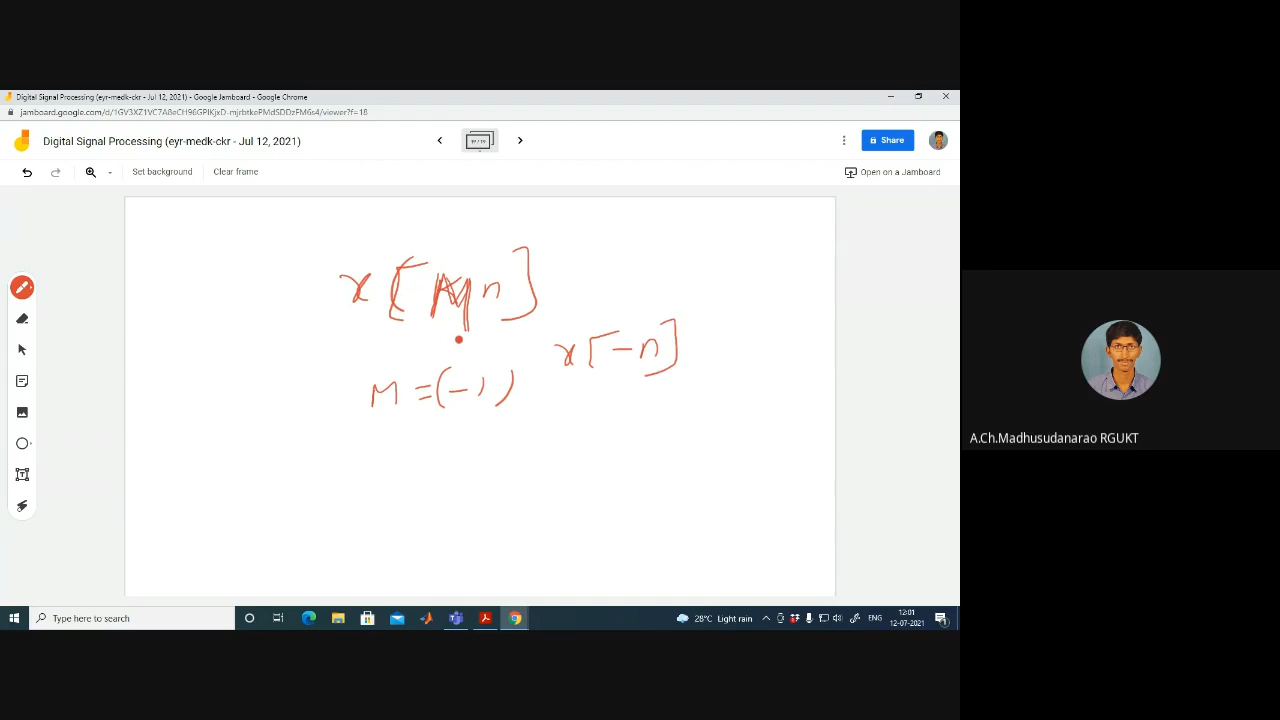 Digital Signal Processing (eyr-medk-ckr - Jul 12, 2021) - Google Jamboard - Google Chrome
Digital Signal Processing (eyr-medk-ckr - Jul 12, 2021)
19 / 19
Share
Set background
Clear frame
Open on a Jamboard
x[Mn]
x[-n]
M = (-1)
A.Ch.Madhusudanarao RGUKT
Type here to search
28°C Light rain
ENG
12:01
12-07-2021